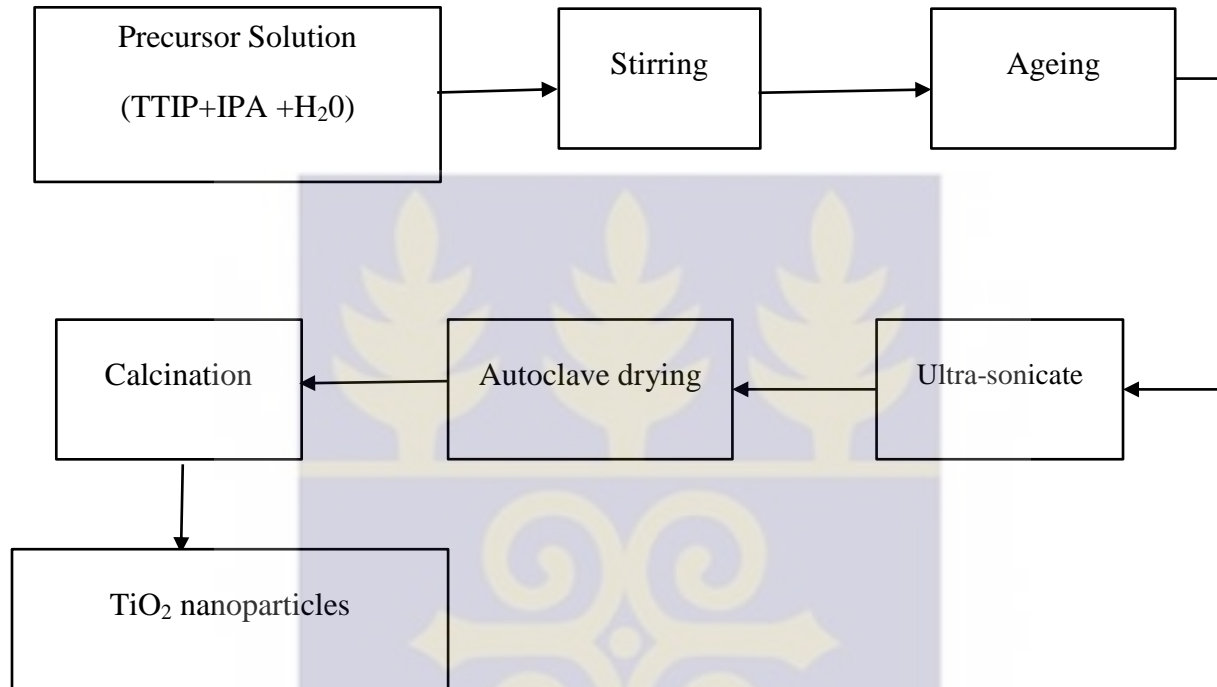 Precursor Solution
(TTIP+IPA +H₂0)
Stirring
Ageing
Ultra-sonicate
Autoclave drying
Calcination
TiO₂ nanoparticles